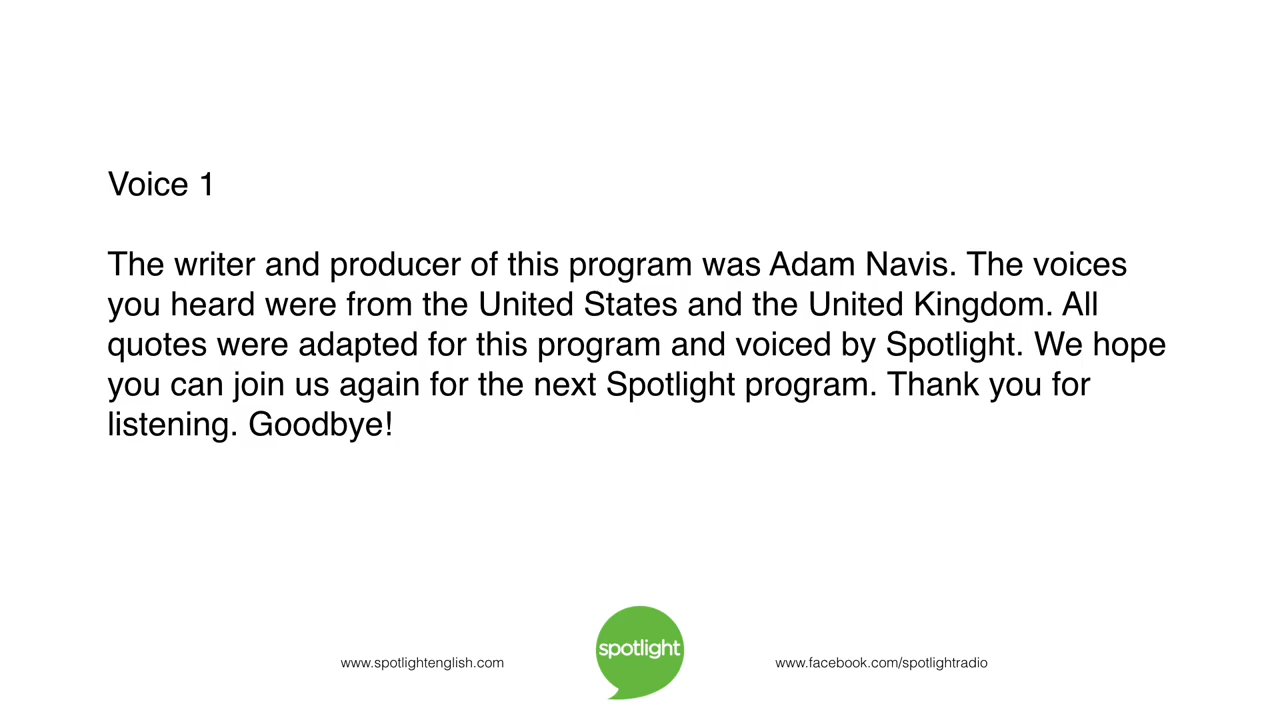 Voice 1
The writer and producer of this program was Adam Navis. The voices
you heard were from the United States and the United Kingdom. All
quotes were adapted for this program and voiced by Spotlight. We hope
you can join us again for the next Spotlight program. Thank you for
listening. Goodbye!
www.spotlightenglish.com
spotlight
www.facebook.com/spotlightradio